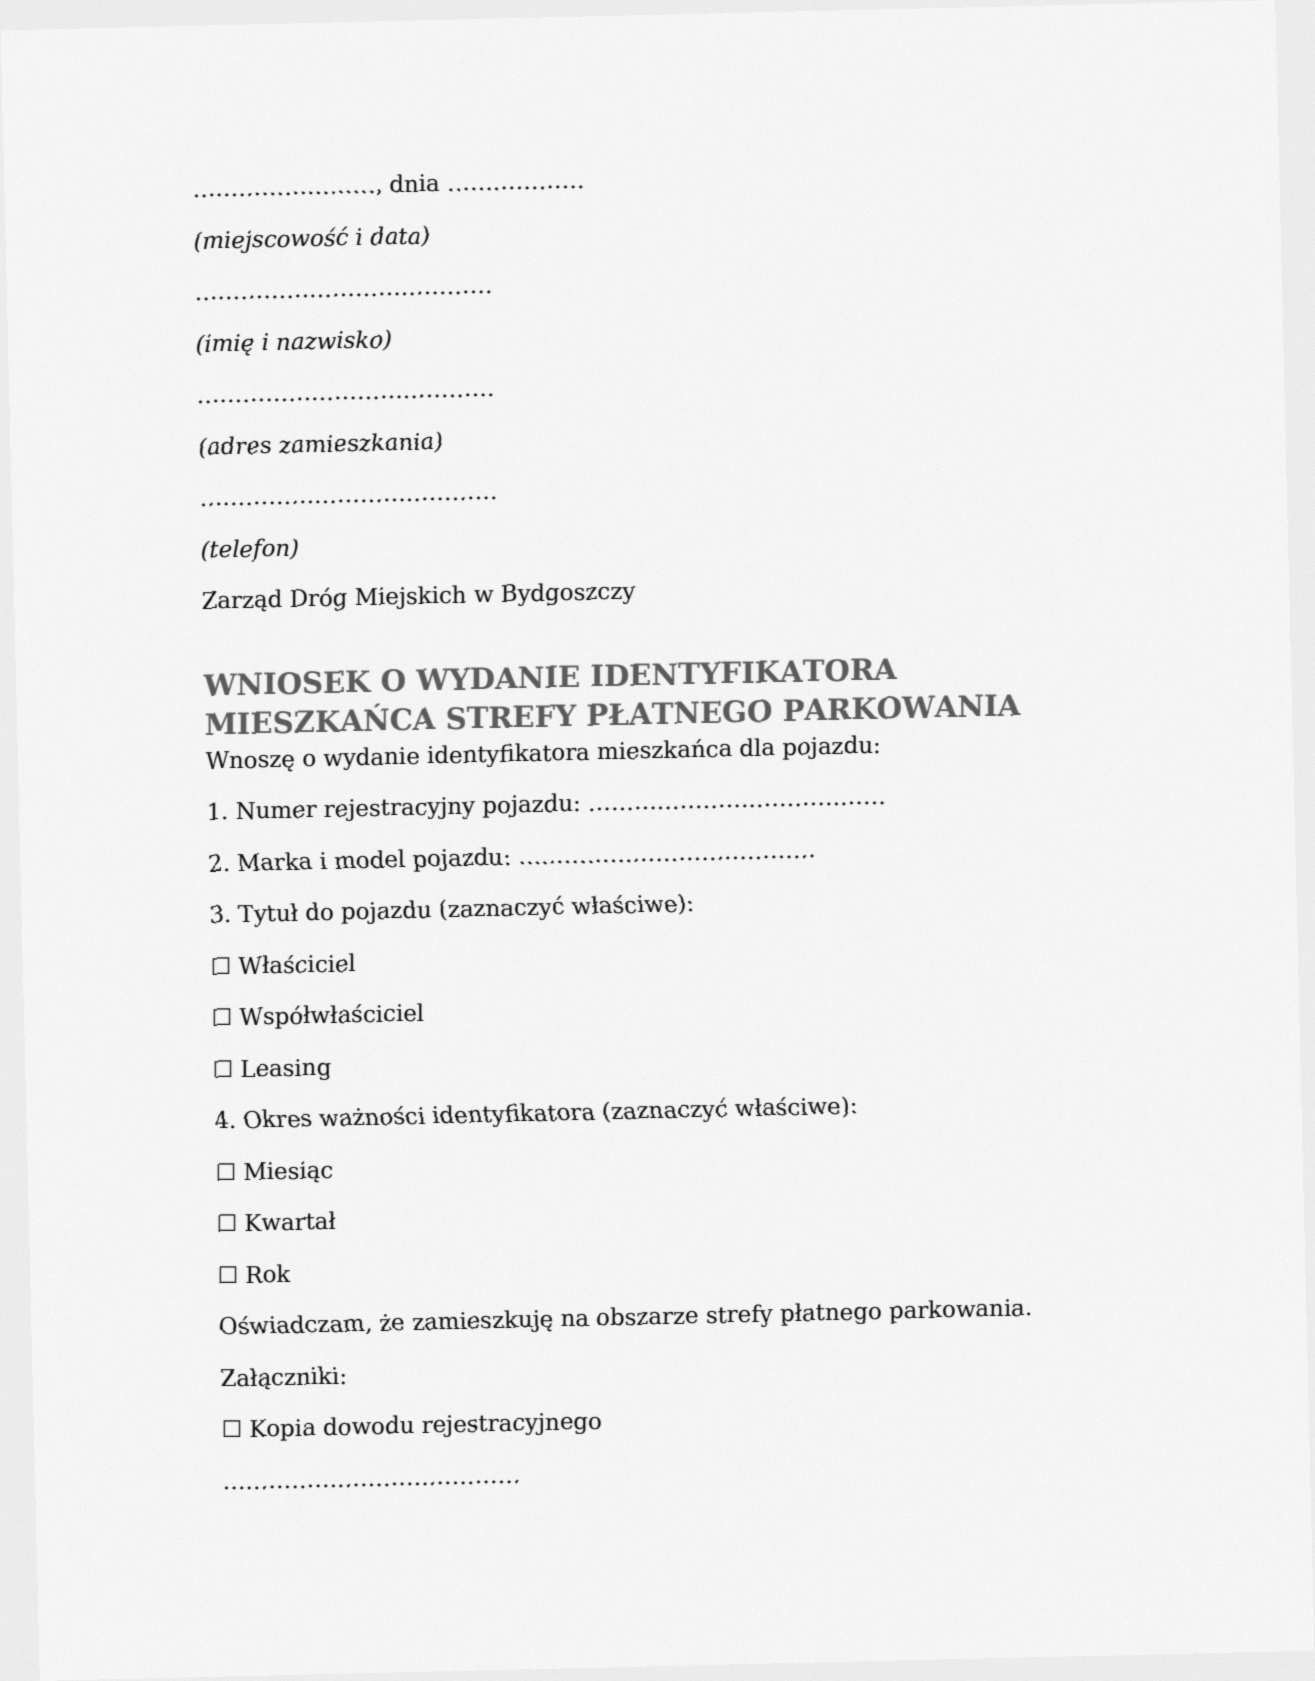 ........................, dnia ..................
(miejscowość i data)
.......................................
(imię i nazwisko)
.......................................
(adres zamieszkania)
.......................................
(telefon)
Zarząd Dróg Miejskich w Bydgoszczy
WNIOSEK O WYDANIE IDENTYFIKATORA
MIESZKAŃCA STREFY PŁATNEGO PARKOWANIA
Wnoszę o wydanie identyfikatora mieszkańca dla pojazdu:
1. Numer rejestracyjny pojazdu: .......................................
2. Marka i model pojazdu: .......................................
3. Tytuł do pojazdu (zaznaczyć właściwe):
☐ Właściciel
☐ Współwłaściciel
☐ Leasing
4. Okres ważności identyfikatora (zaznaczyć właściwe):
☐ Miesiąc
☐ Kwartał
☐ Rok
Oświadczam, że zamieszkuję na obszarze strefy płatnego parkowania.
Załączniki:
☐ Kopia dowodu rejestracyjnego
.......................................